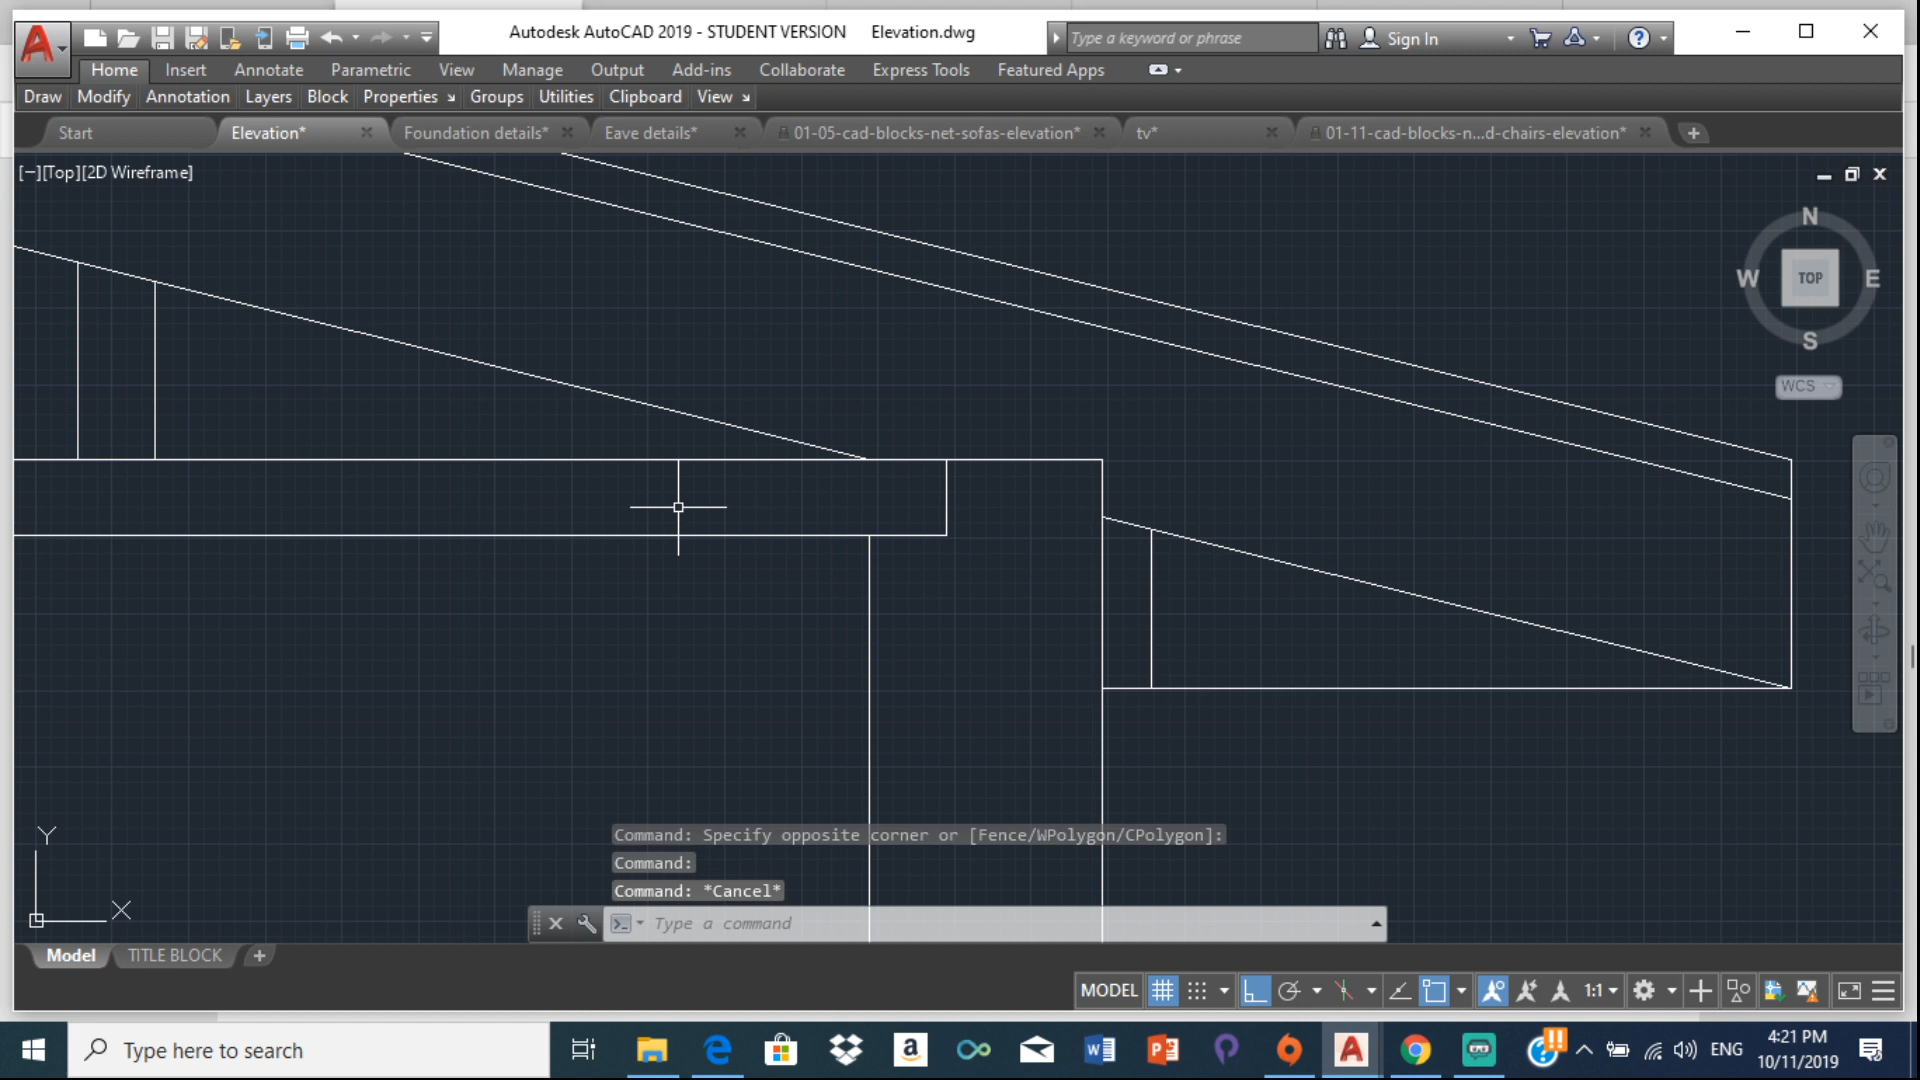 Autodesk AutoCAD 2019 - STUDENT VERSION Elevation.dwg
Type a keyword or phrase
Sign In
Home Insert Annotate Parametric View Manage Output Add-ins Collaborate Express Tools Featured Apps
Draw Modify Annotation Layers Block Properties Groups Utilities Clipboard View
Start Elevation* Foundation details* Eave details* 01-05-cad-blocks-net-sofas-elevation* tv* 01-11-cad-blocks-n...d-chairs-elevation*
[−][Top][2D Wireframe]
N
W TOP E
S
WCS
Command: Specify opposite corner or [Fence/WPolygon/CPolygon]:
Command:
Command: *Cancel*
Type a command
Y
X
Model TITLE BLOCK
MODEL 1:1
Type here to search
ENG
4:21 PM
10/11/2019